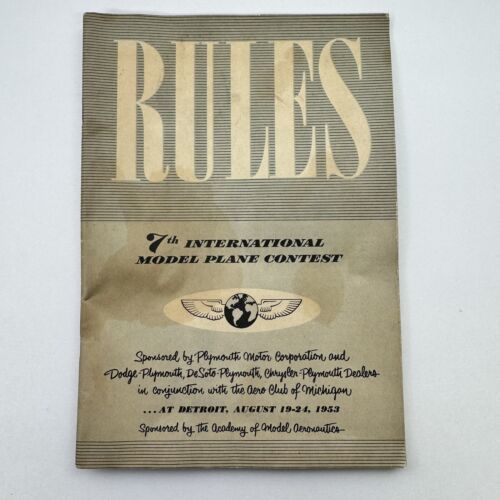 RULES
7th INTERNATIONAL
MODEL PLANE CONTEST
Sponsored by Plymouth Motor Corporation and
Dodge-Plymouth, DeSoto-Plymouth, Chrysler-Plymouth Dealers
in conjunction with the Aero Club of Michigan
...AT DETROIT, AUGUST 19-24, 1953
Sponsored by The Academy of Model Aeronautics